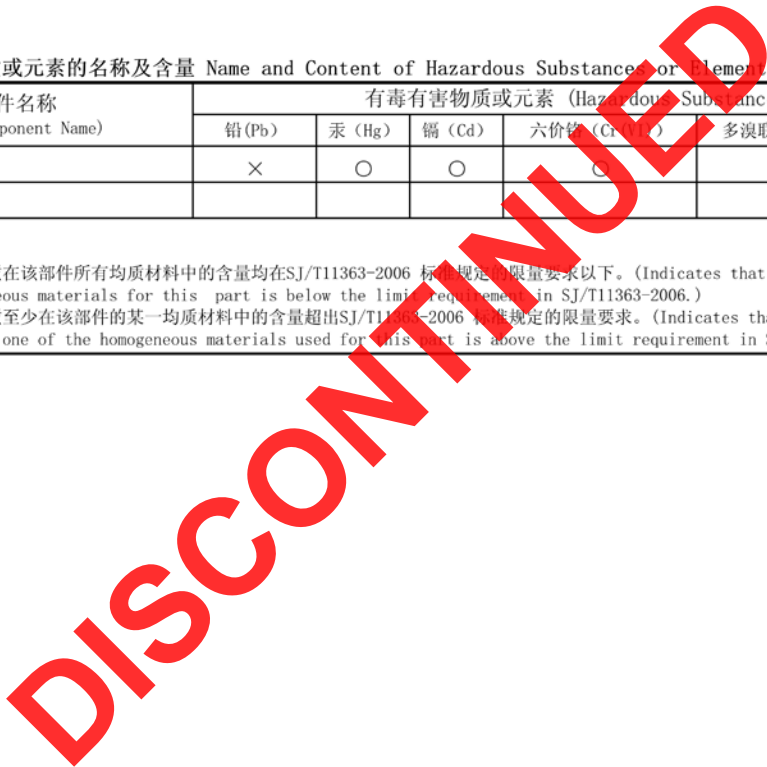 或元素的名称及含量 Name and Content of Hazardous Substances or Element
件名称
ponent Name)
有毒有害物质或元素 (Hazardous Substanc
铅(Pb)
汞（Hg）
镉（Cd）
六价铬（Cr(VI)）
多溴联
× ○ ○ ○
在该部件所有均质材料中的含量均在SJ/T11363-2006 标准规定的限量要求以下。(Indicates that
eous materials for this part is below the limit requirement in SJ/T11363-2006.)
至少在该部件的某一均质材料中的含量超出SJ/T11363-2006 标准规定的限量要求。(Indicates tha
one of the homogeneous materials used for this part is above the limit requirement in S
DISCONTINUED